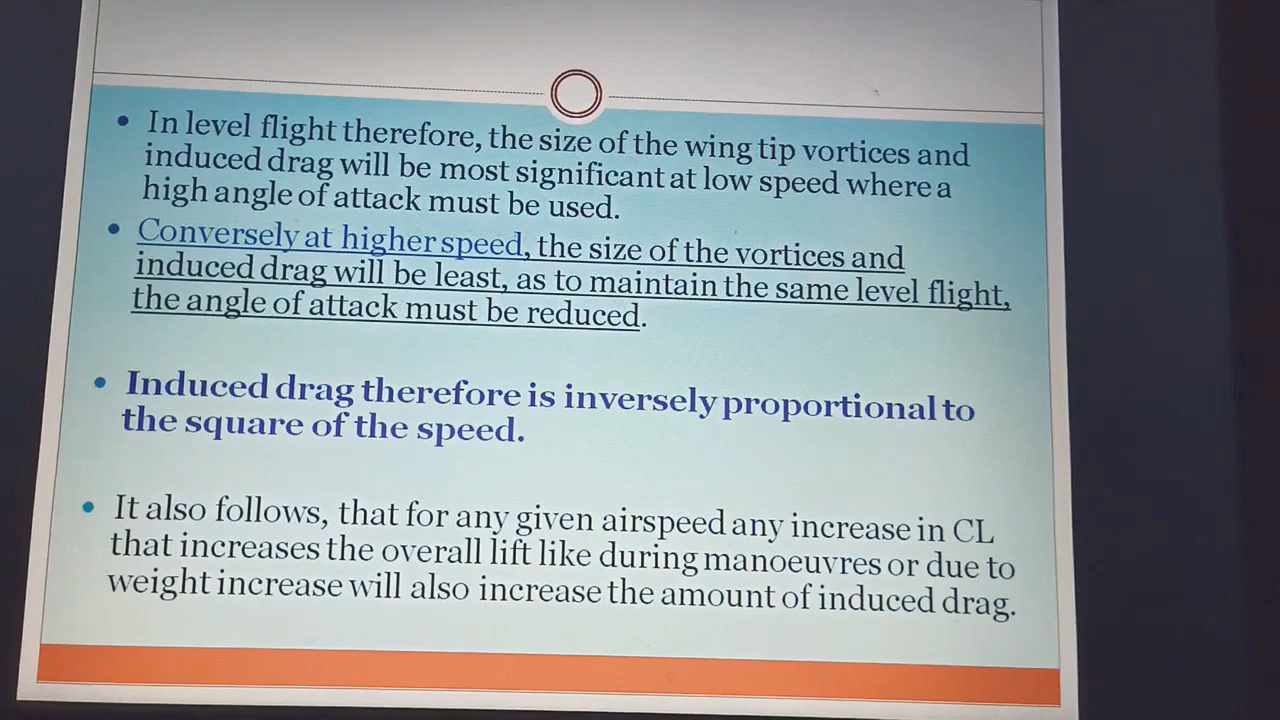 • In level flight therefore, the size of the wing tip vortices and
induced drag will be most significant at low speed where a
high angle of attack must be used.
• Conversely at higher speed, the size of the vortices and
induced drag will be least, as to maintain the same level flight,
the angle of attack must be reduced.
• Induced drag therefore is inversely proportional to
the square of the speed.
• It also follows, that for any given airspeed any increase in CL
that increases the overall lift like during manoeuvres or due to
weight increase will also increase the amount of induced drag.